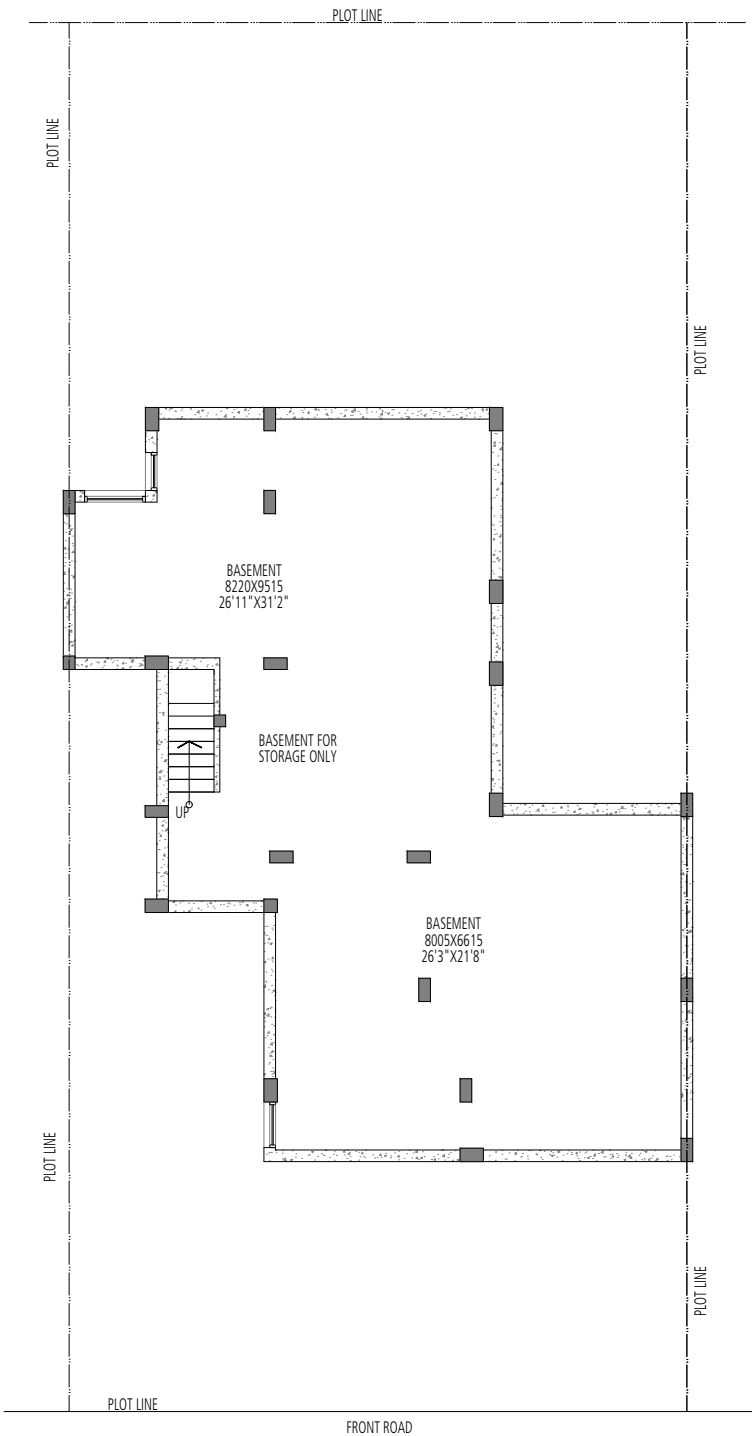 PLOT LINE
PLOT LINE
PLOT LINE
BASEMENT
8220X9515
26'11"X31'2"
BASEMENT FOR
STORAGE ONLY
UP
BASEMENT
8005X6615
26'3"X21'8"
PLOT LINE
PLOT LINE
PLOT LINE
FRONT ROAD